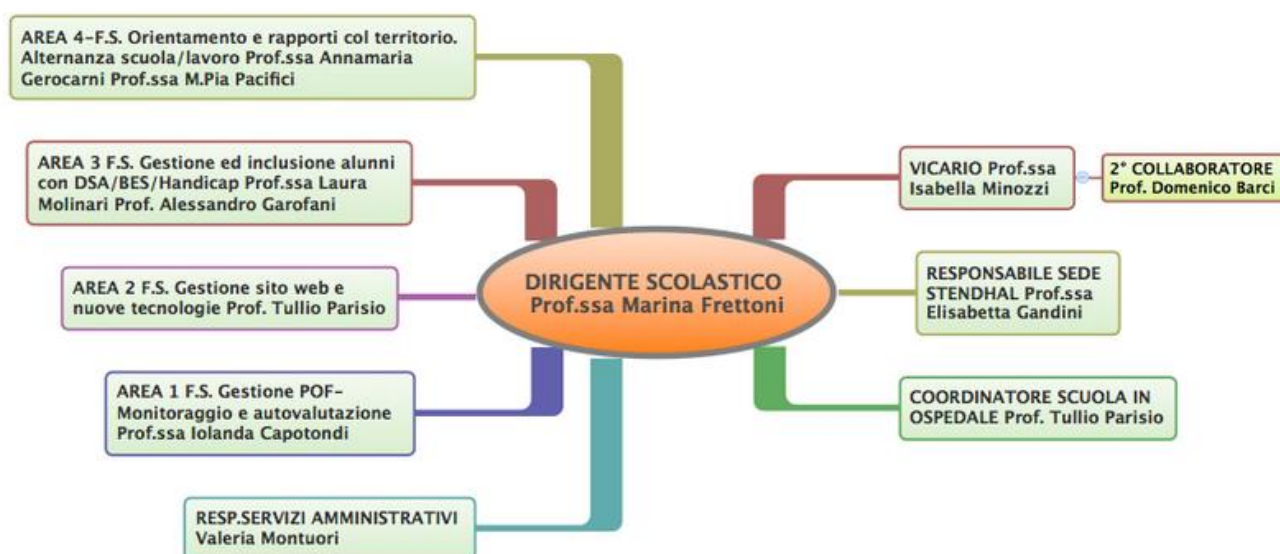 AREA 4-F.S. Orientamento e rapporti col territorio.
Alternanza scuola/lavoro Prof.ssa Annamaria
Gerocarni Prof.ssa M.Pia Pacifici
AREA 3 F.S. Gestione ed inclusione alunni
con DSA/BES/Handicap Prof.ssa Laura
Molinari Prof. Alessandro Garofani
AREA 2 F.S. Gestione sito web e
nuove tecnologie Prof. Tullio Parisio
AREA 1 F.S. Gestione POF-
Monitoraggio e autovalutazione
Prof.ssa Iolanda Capotondi
RESP.SERVIZI AMMINISTRATIVI
Valeria Montuori
DIRIGENTE SCOLASTICO
Prof.ssa Marina Frettoni
VICARIO Prof.ssa
Isabella Minozzi
2° COLLABORATORE
Prof. Domenico Barci
RESPONSABILE SEDE
STENDHAL Prof.ssa
Elisabetta Gandini
COORDINATORE SCUOLA IN
OSPEDALE Prof. Tullio Parisio